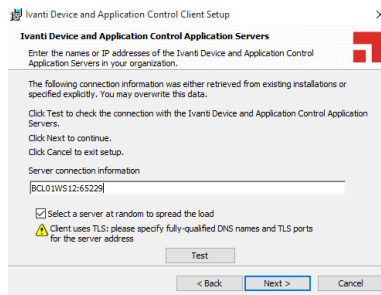 Ivanti Device and Application Control Client Setup
Ivanti Device and Application Control Application
Servers
Enter the names or IP addresses of the Ivanti Device and Application Control
Application Servers in your organization.
The following connection information was either retrieved from existing installations or
specified explicitly. You may overwrite this data.
Click Test to check the connection with the Ivanti Device and Application Control Application
Servers.
Click Next to continue.
Click Cancel to exit setup.
Server connection information
BCL01WS12:65229
Select a server at random to spread the load
Client uses TLS: please specify fully-qualified DNS names and TLS ports
for the server address
Test
< Back
Next >
Cancel